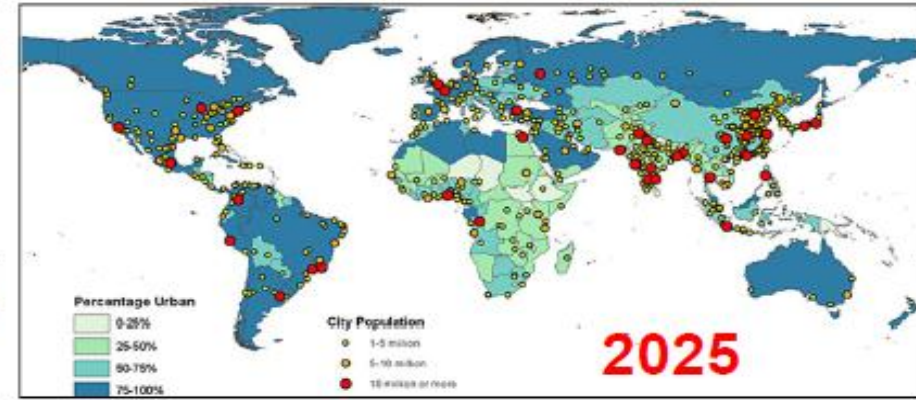 Percentage Urban
0-25%
25-50%
50-75%
75-100%
City Population
1-5 million
5-10 million
10 million or more
2025